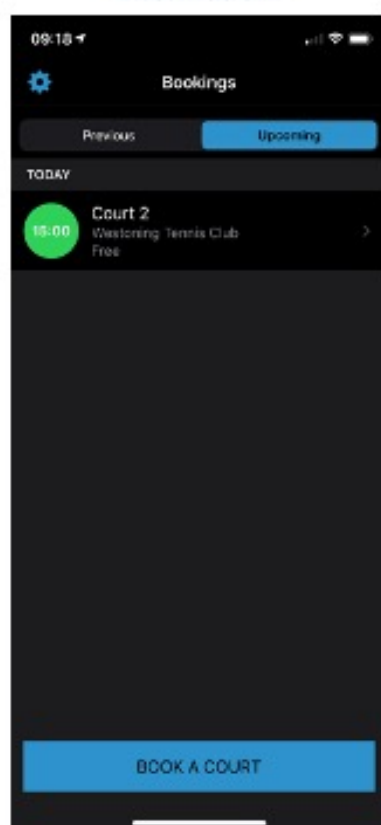 09:18
Bookings
Previous
Upcoming
TODAY
15:00
Court 2
Westoning Tennis Club
Free
BOOK A COURT